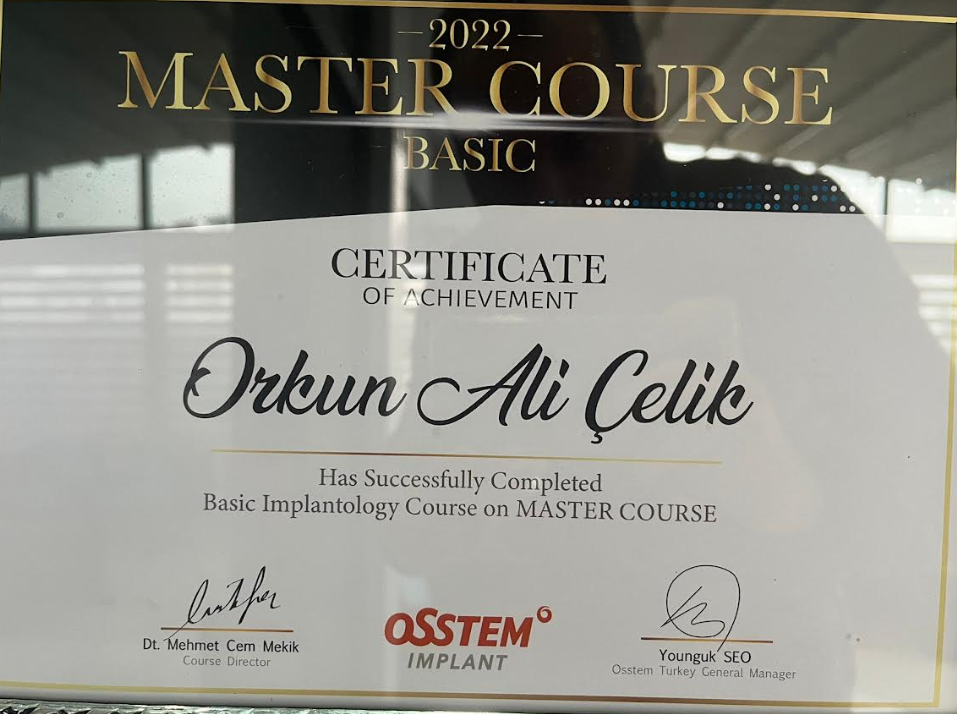 2022
MASTER COURSE
BASIC
CERTIFICATE
OF ACHIEVEMENT
Orkun Ali Çelik
Has Successfully Completed
Basic Implantology Course on MASTER COURSE
Dt. Mehmet Cem Mekik
Course Director
OSSTEM
IMPLANT
Younguk SEO
Osstem Turkey General Manager